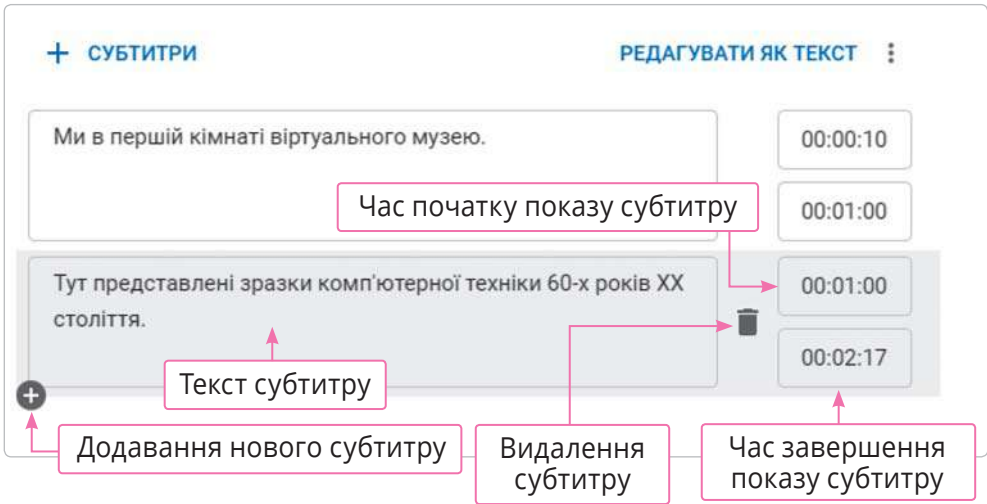 + СУБТИТРИ
РЕДАГУВАТИ ЯК ТЕКСТ
Ми в першій кімнаті віртуального музею.
00:00:10
00:01:00
Час початку показу субтитру
Тут представлені зразки комп'ютерної техніки 60-х років ХХ
століття.
00:01:00
00:02:17
Текст субтитру
Додавання нового субтитру
Видалення
субтитру
Час завершення
показу субтитру